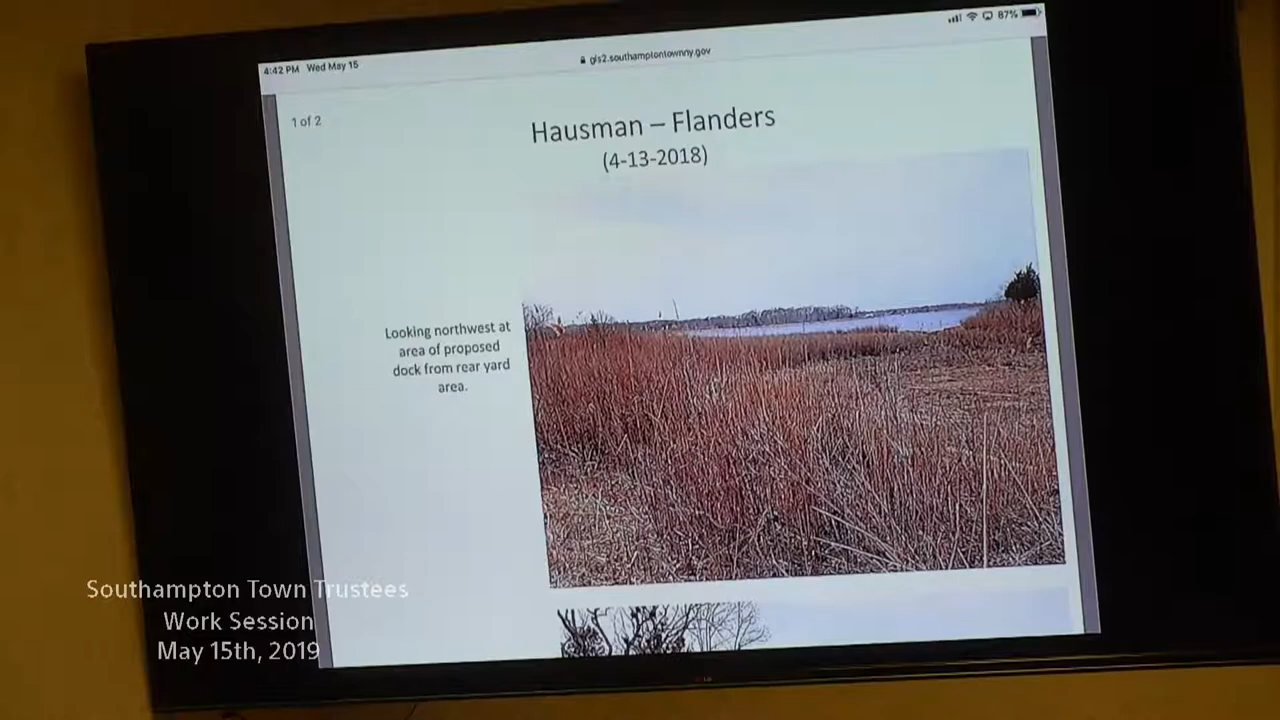 4:42 PM Wed May 15
gis2.southamptontownny.gov
87%
1 of 2
Hausman – Flanders
(4-13-2018)
Looking northwest at
area of proposed
dock from rear yard
area.
Southampton Town Trustees
Work Session
May 15th, 2019